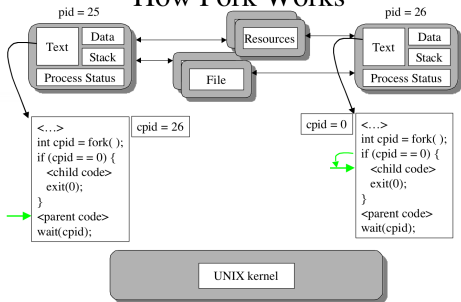 How Fork Works
pid = 25
pid = 26
Text
Data
Stack
Process Status
Resources
File
Text
Data
Stack
Process Status
<…>
int cpid = fork( );
if (cpid = = 0) {
<child code>
exit(0);
}
<parent code>
wait(cpid);
cpid = 26
cpid = 0
<…>
int cpid = fork( );
if (cpid = = 0) {
<child code>
exit(0);
}
<parent code>
wait(cpid);
UNIX kernel